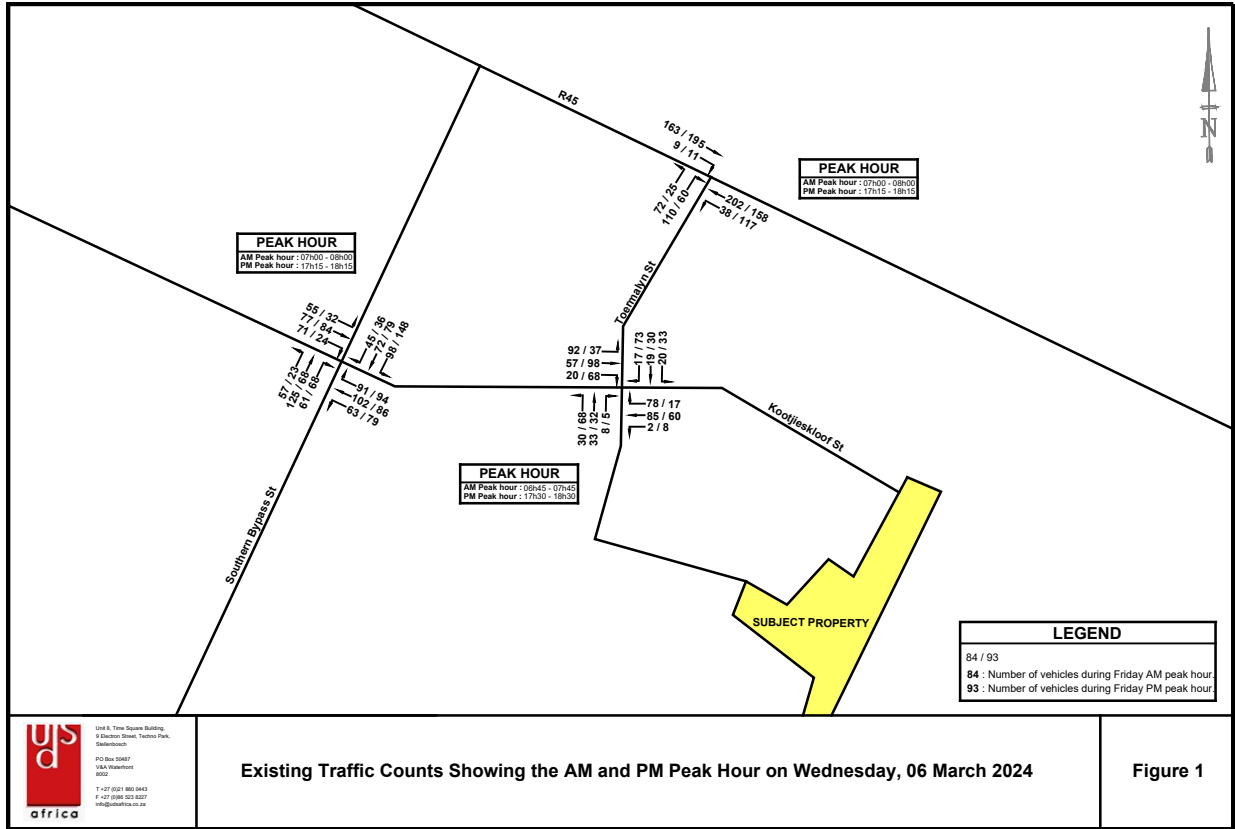 R45
163 / 195
9 / 11
72 / 25
110 / 60
202 / 158
38 / 117
PEAK HOUR
AM Peak hour : 07h00 - 08h00
PM Peak hour : 17h15 - 18h15
N
PEAK HOUR
AM Peak hour : 07h00 - 08h00
PM Peak hour : 17h15 - 18h15
Toermalyn St
55 / 32
77 / 84
71 / 24
45 / 36
72 / 79
98 / 148
57 / 23
125 / 68
61 / 68
91 / 94
102 / 86
63 / 79
92 / 37
57 / 98
20 / 68
17 / 73
19 / 30
20 / 33
30 / 68
33 / 32
8 / 5
78 / 17
85 / 60
2 / 8
Kootjieskloof St
PEAK HOUR
AM Peak hour : 06h45 - 07h45
PM Peak hour : 17h30 - 18h30
Southern Bypass St
SUBJECT PROPERTY
LEGEND
84 / 93
84 : Number of vehicles during Friday AM peak hour.
93 : Number of vehicles during Friday PM peak hour.
uds
africa
Unit 8, Time Square Building,
9 Electron Street, Techno Park,
Stellenbosch
PO Box 50487
V&A Waterfront
8002
T +27 (0)21 880 0443
F +27 (0)86 523 8227
info@udsafrica.co.za
Existing Traffic Counts Showing the AM and PM Peak Hour on Wednesday, 06 March 2024
Figure 1